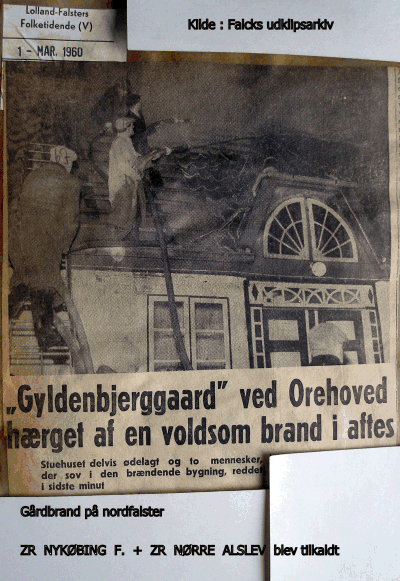 Lolland-Falsters
Folketidende (V)
1 - MAR. 1960
Kilde : Falcks udklipsarkiv
„Gyldenbjerggaard” ved Orehoved
hærget af en voldsom brand i aftes
Stuehuset delvis ødelagt og to mennesker,
der sov i den brændende bygning, reddet
i sidste minut
Gårdbrand på nordfalster
ZR NYKØBING F. + ZR NØRRE ALSLEV blev tilkaldt